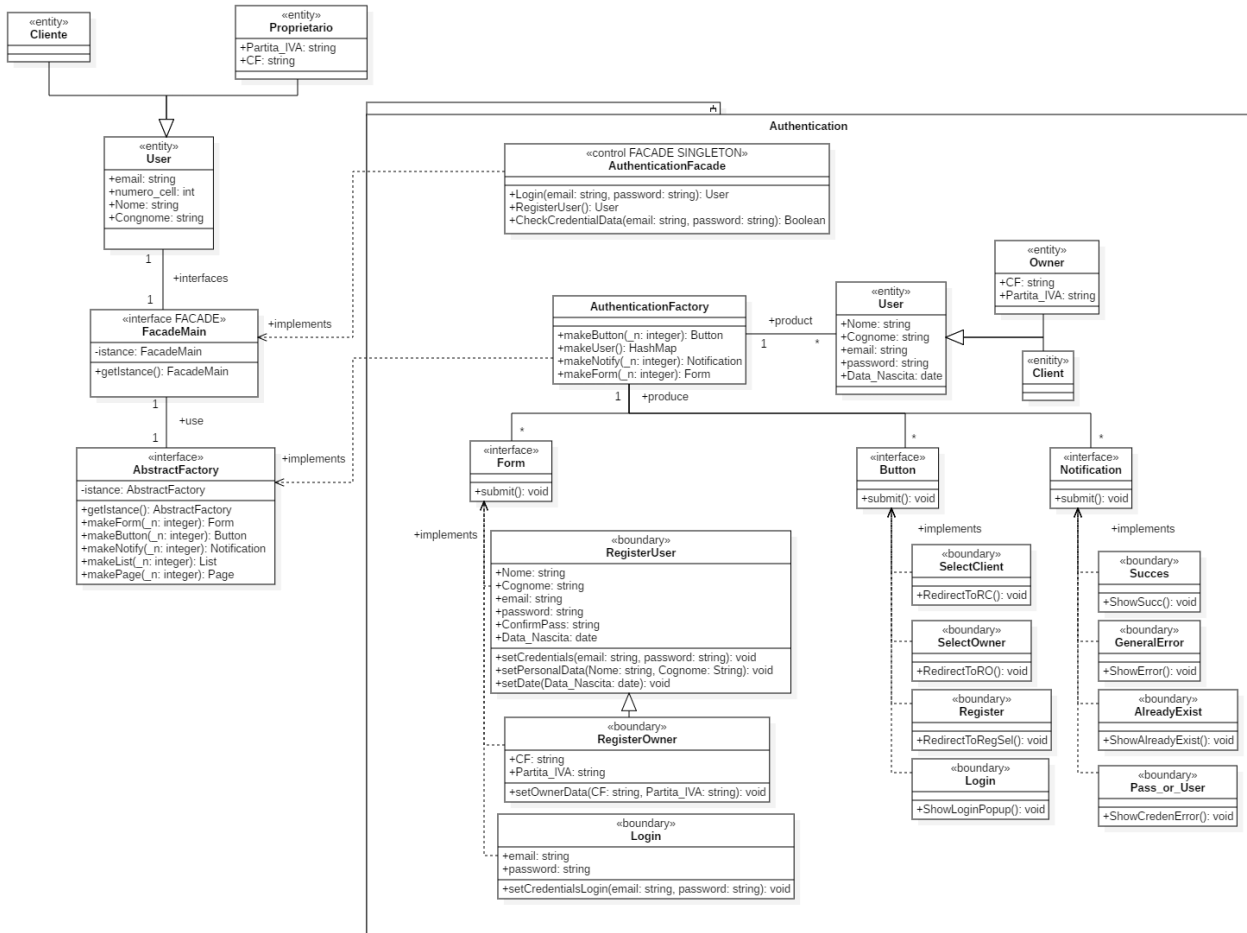 «entity»
Cliente
«entity»
Proprietario
+Partita_IVA: string
+CF: string
«entity»
User
+email: string
+numero_cell: int
+Nome: string
+Congnome: string
1
+interfaces
1
«interface FACADE»
FacadeMain
-istance: FacadeMain
+getIstance(): FacadeMain
1
+use
1
«interface»
AbstractFactory
-istance: AbstractFactory
+getIstance(): AbstractFactory
+makeForm(_n: integer): Form
+makeButton(_n: integer): Button
+makeNotify(_n: integer): Notification
+makeList(_n: integer): List
+makePage(_n: integer): Page
+implements
+implements
Authentication
«control FACADE SINGLETON»
AuthenticationFacade
+Login(email: string, password: string): User
+RegisterUser(): User
+CheckCredentialData(email: string, password: string): Boolean
AuthenticationFactory
+makeButton(_n: integer): Button
+makeUser(): HashMap
+makeNotify(_n: integer): Notification
+makeForm(_n: integer): Form
+product
1
*
«entity»
User
+Nome: string
+Cognome: string
+email: string
+password: string
+Data_Nascita: date
«entity»
Owner
+CF: string
+Partita_IVA: string
«entity»
Client
1
+produce
*
*
*
«interface»
Form
+submit(): void
«interface»
Button
+submit(): void
«interface»
Notification
+submit(): void
+implements
«boundary»
RegisterUser
+Nome: string
+Cognome: string
+email: string
+password: string
+ConfirmPass: string
+Data_Nascita: date
+setCredentials(email: string, password: string): void
+setPersonalData(Nome: string, Cognome: String): void
+setDate(Data_Nascita: date): void
«boundary»
RegisterOwner
+CF: string
+Partita_IVA: string
+setOwnerData(CF: string, Partita_IVA: string): void
«boundary»
Login
+email: string
+password: string
+setCredentialsLogin(email: string, password: string): void
+implements
«boundary»
SelectClient
+RedirectToRC(): void
«boundary»
SelectOwner
+RedirectToRO(): void
«boundary»
Register
+RedirectToRegSel(): void
«boundary»
Login
+ShowLoginPopup(): void
+implements
«boundary»
Succes
+ShowSucc(): void
«boundary»
GeneralError
+ShowError(): void
«boundary»
AlreadyExist
+ShowAlreadyExist(): void
«boundary»
Pass_or_User
+ShowCredenError(): void